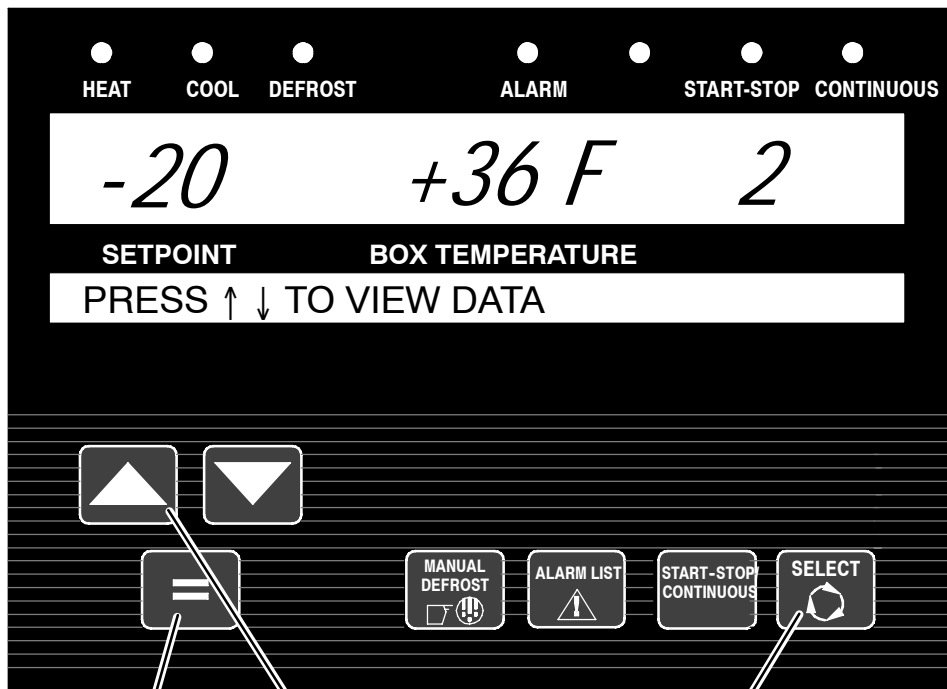 HEAT COOL DEFROST ALARM START-STOP CONTINUOUS
-20 +36 F 2
SETPOINT BOX TEMPERATURE
PRESS ↑ ↓ TO VIEW DATA
=
MANUAL
DEFROST
ALARM LIST
START-STOP/
CONTINUOUS
SELECT